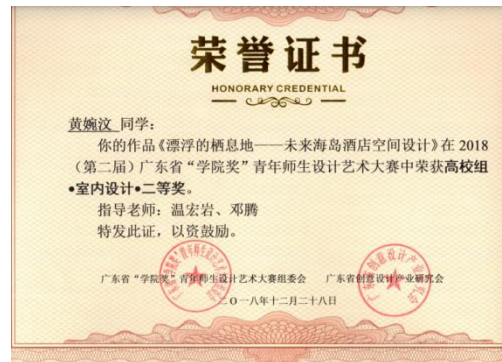 荣誉证书
HONORARY CREDENTIAL
黄婉汶 同学:
你的作品《漂浮的栖息地——未来海岛酒店空间设计》在 2018
（第二届）广东省“学院奖”青年师生设计艺术大赛中荣获高校组
•室内设计•二等奖。
指导老师：温宏岩、邓腾
特发此证，以资鼓励。
广东省“学院奖”青年师生设计艺术大赛组委会 广东省创意设计产业研究会
二〇一八年十二月二十八日